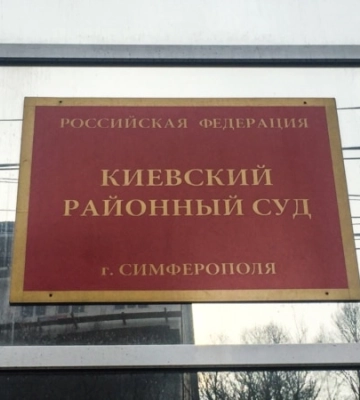 РОССИЙСКАЯ ФЕДЕРАЦИЯ
КИЕВСКИЙ
РАЙОННЫЙ СУД
г. СИМФЕРОПОЛЯ